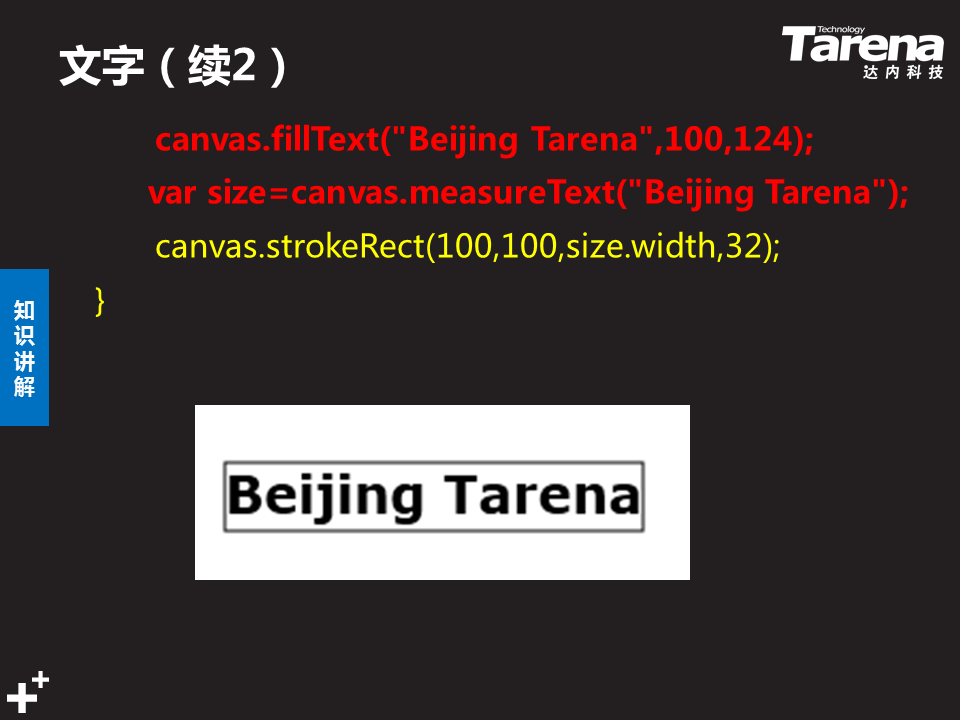 文字（续2）
Technology
Tarena
达内科技
canvas.fillText("Beijing Tarena",100,124);
var size=canvas.measureText("Beijing Tarena");
canvas.strokeRect(100,100,size.width,32);
}
知
识
讲
解
Beijing Tarena